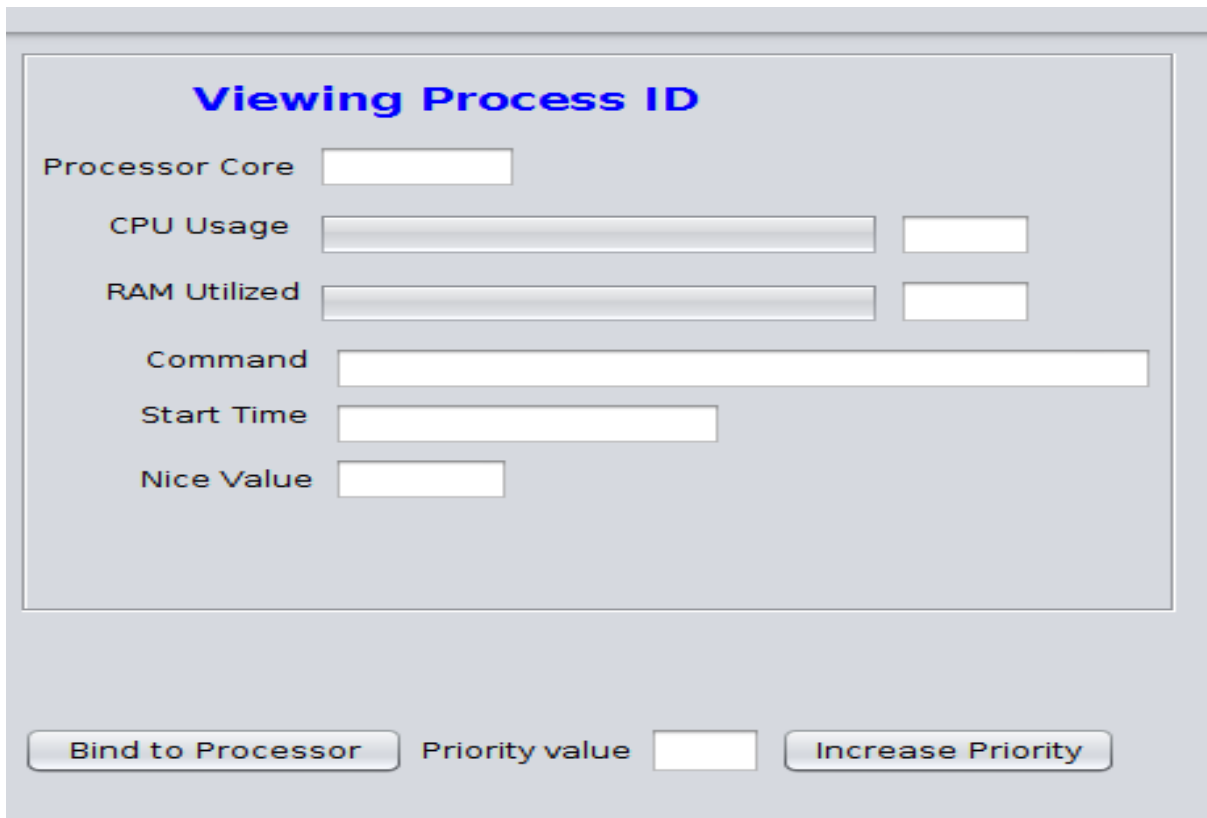 Viewing Process ID
Processor Core
CPU Usage
RAM Utilized
Command
Start Time
Nice Value
Bind to Processor Priority value Increase Priority